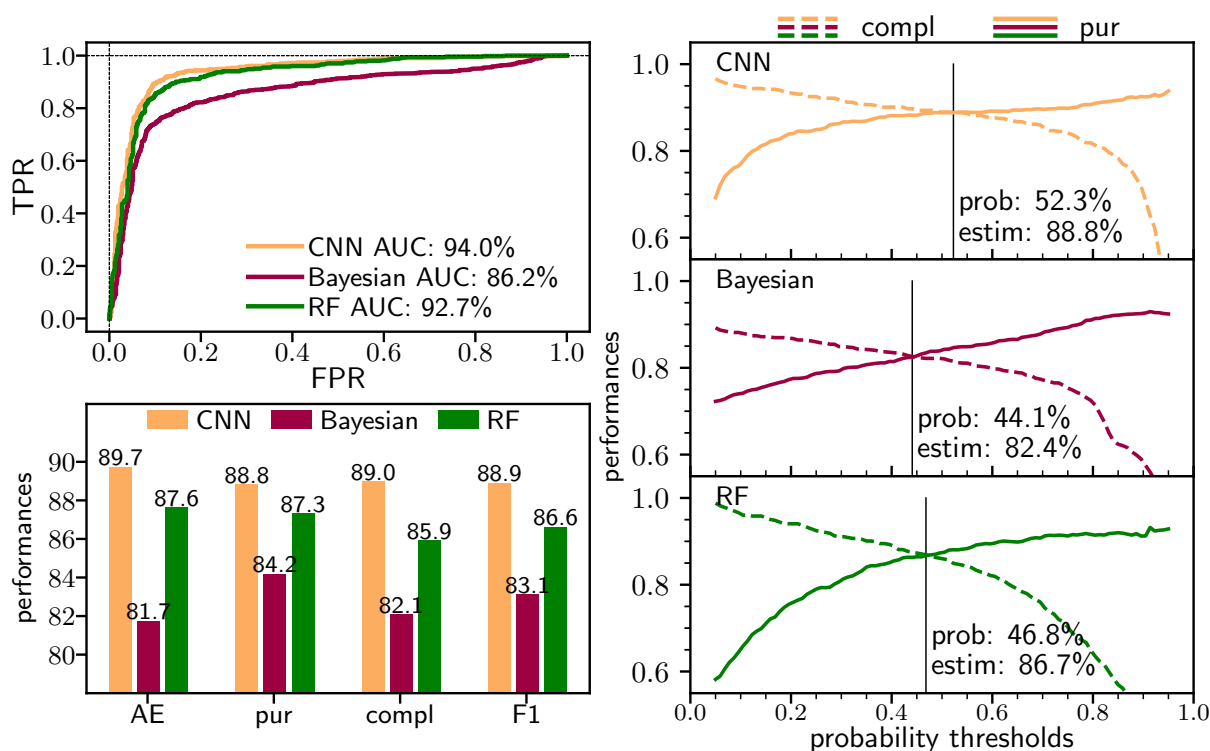 1.0
0.8
0.6
0.4
0.2
0.0
TPR
CNN AUC: 94.0%
Bayesian AUC: 86.2%
RF AUC: 92.7%
0.0 0.2 0.4 0.6 0.8 1.0
FPR
CNN Bayesian RF
90
88
86
84
82
80
performances
89.7 81.7 87.6
88.8 84.2 87.3
89.0 82.1 85.9
88.9 83.1 86.6
AE pur compl F1
compl pur
CNN
1.0
0.8
0.6
prob: 52.3%
estim: 88.8%
Bayesian
1.0
0.8
0.6
performances
prob: 44.1%
estim: 82.4%
RF
1.0
0.8
0.6
prob: 46.8%
estim: 86.7%
0.0 0.2 0.4 0.6 0.8 1.0
probability thresholds